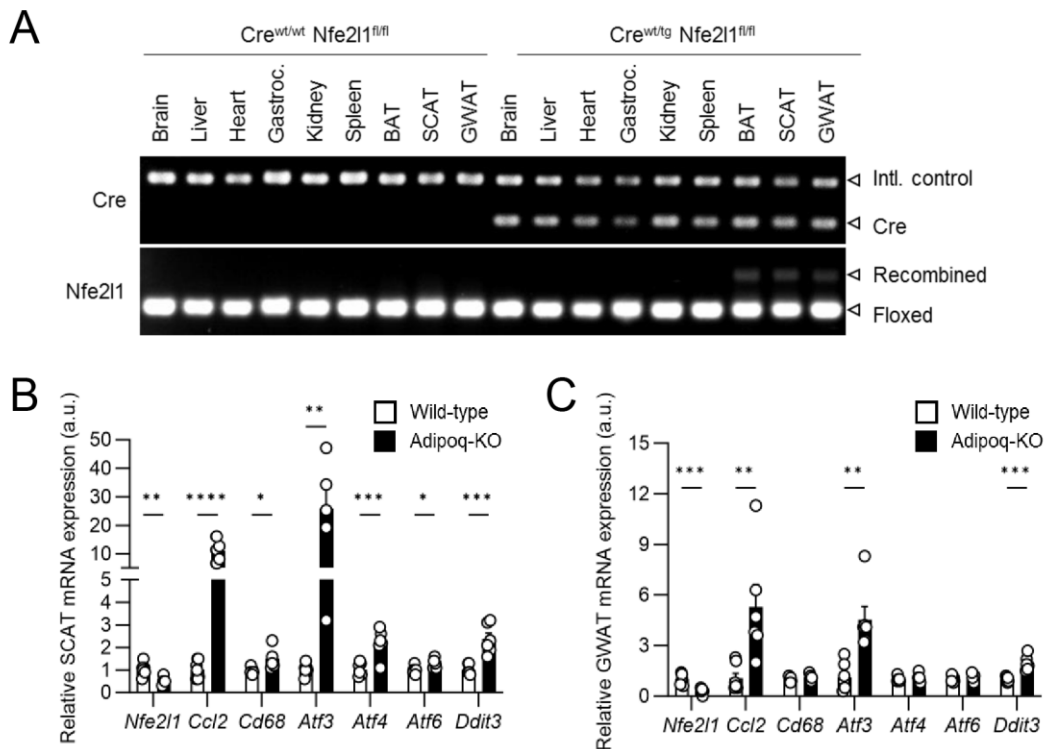 A
Cre^wt/wt Nfe2l1^fl/fl
Cre^wt/tg Nfe2l1^fl/fl
Brain Liver Heart Gastroc. Kidney Spleen BAT SCAT GWAT Brain Liver Heart Gastroc. Kidney Spleen BAT SCAT GWAT
Cre
Intl. control
Cre
Nfe2l1
Recombined
Floxed
B
Wild-type
Adipoq-KO
Relative SCAT mRNA expression (a.u.)
50
40
30
20
10
5
4
3
2
1
0
** **** * ** *** * ***
Nfe2l1 Ccl2 Cd68 Atf3 Atf4 Atf6 Ddit3
C
Wild-type
Adipoq-KO
Relative GWAT mRNA expression (a.u.)
15
12
9
6
3
0
*** ** ** ***
Nfe2l1 Ccl2 Cd68 Atf3 Atf4 Atf6 Ddit3